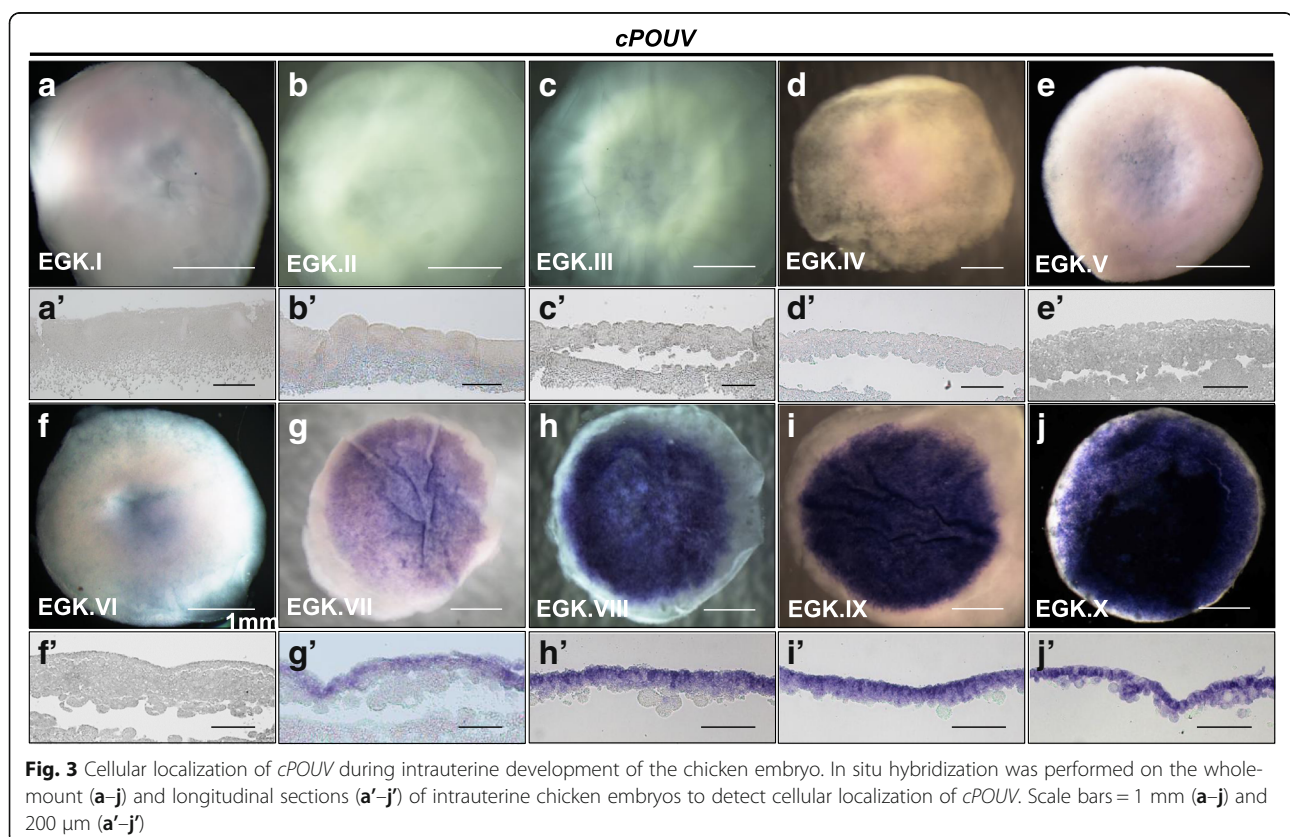 cPOUV
a b c d e
EGK.I EGK.II EGK.III EGK.IV EGK.V
a' b' c' d' e'
f g h i j
EGK.VI 1mm EGK.VII EGK.VIII EGK.IX EGK.X
f' g' h' i' j'
Fig. 3 Cellular localization of cPOUV during intrauterine development of the chicken embryo. In situ hybridization was performed on the whole-
mount (a–j) and longitudinal sections (a′–j′) of intrauterine chicken embryos to detect cellular localization of cPOUV. Scale bars = 1 mm (a–j) and
200 μm (a′–j′)